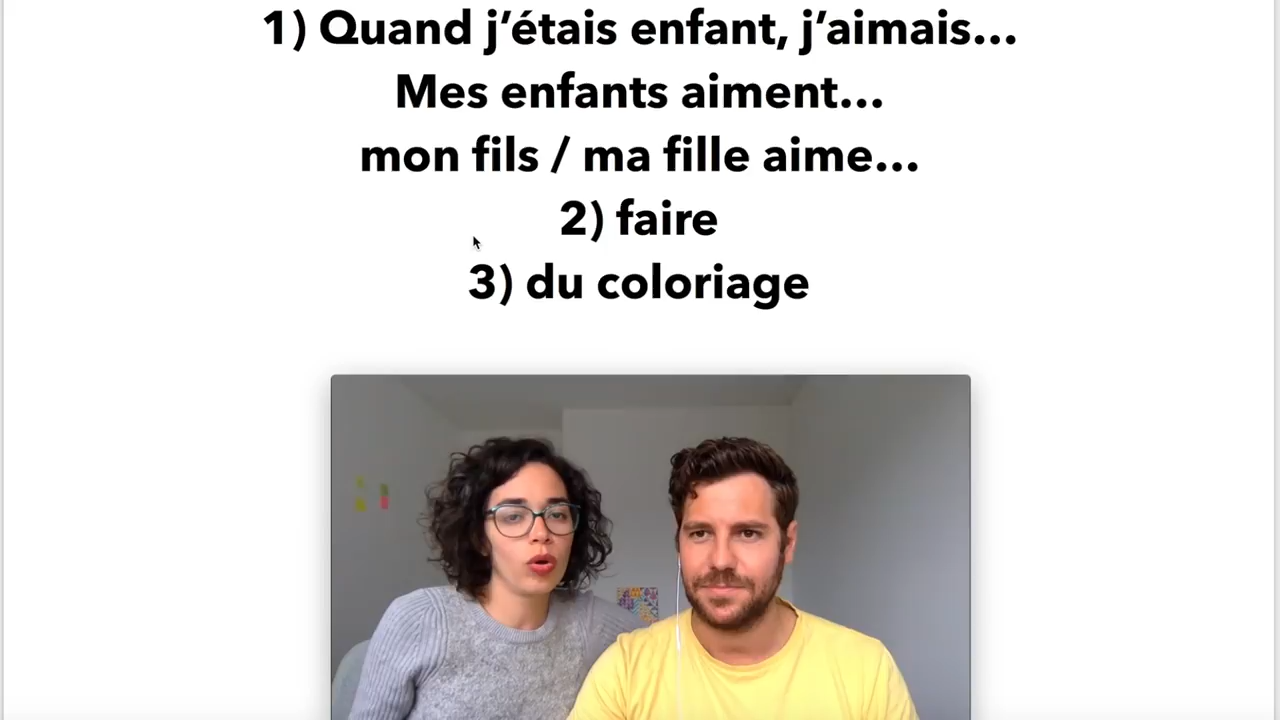 1) Quand j’étais enfant, j’aimais…
Mes enfants aiment…
mon fils / ma fille aime…
2) faire
3) du coloriage